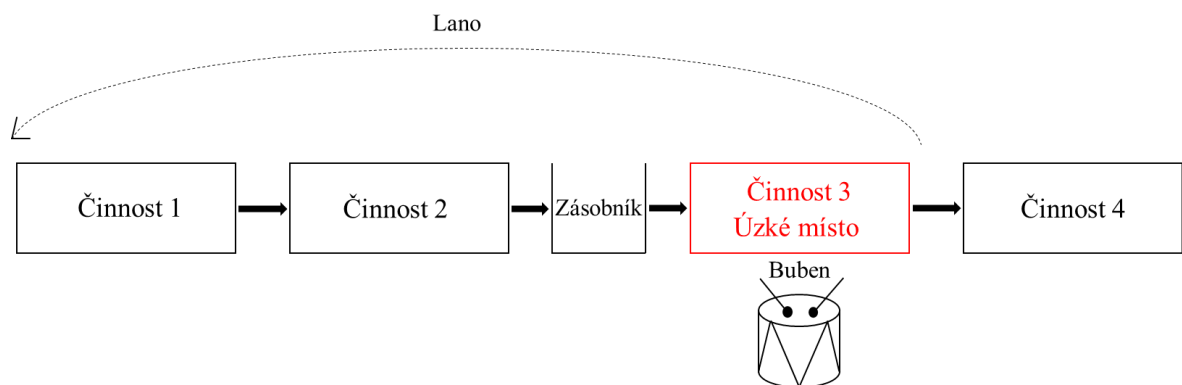 Lano
Činnost 1
Činnost 2
Zásobník
Činnost 3
Úzké místo
Činnost 4
Buben